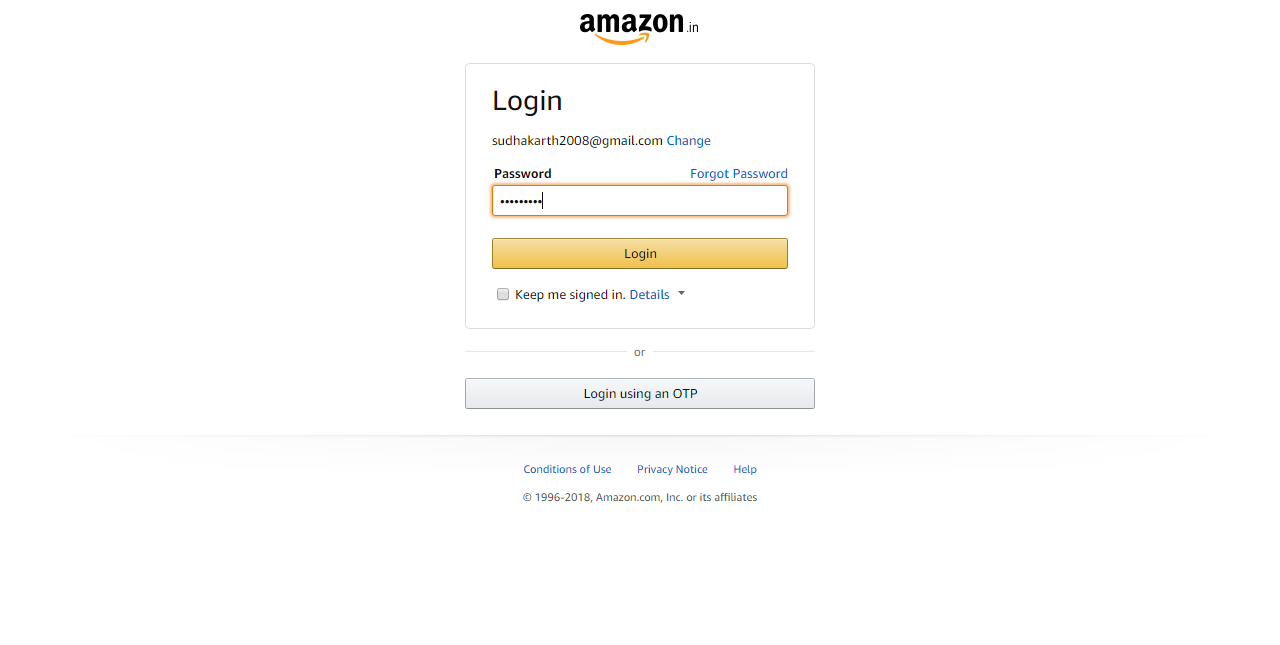 amazon.in
Login
sudhakarth2008@gmail.com Change
Password Forgot Password
•••••••••
Login
Keep me signed in. Details
or
Login using an OTP
Conditions of Use Privacy Notice Help
© 1996-2018, Amazon.com, Inc. or its affiliates